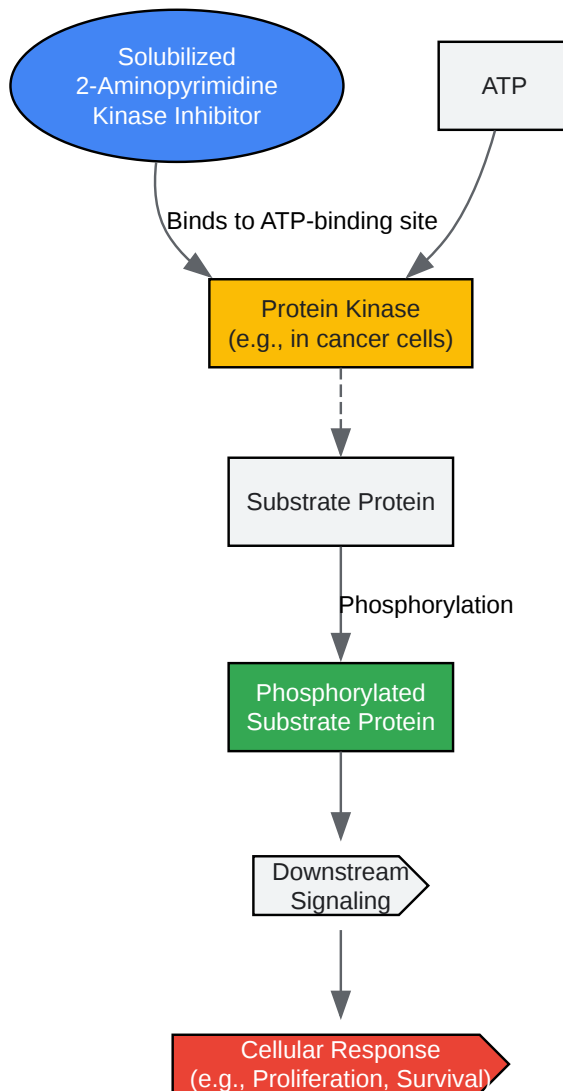 Solubilized
2-Aminopyrimidine
Kinase Inhibitor
ATP
Binds to ATP-binding site
Protein Kinase
(e.g., in cancer cells)
Substrate Protein
Phosphorylation
Phosphorylated
Substrate Protein
Downstream
Signaling
Cellular Response
(e.g., Proliferation, Survival)